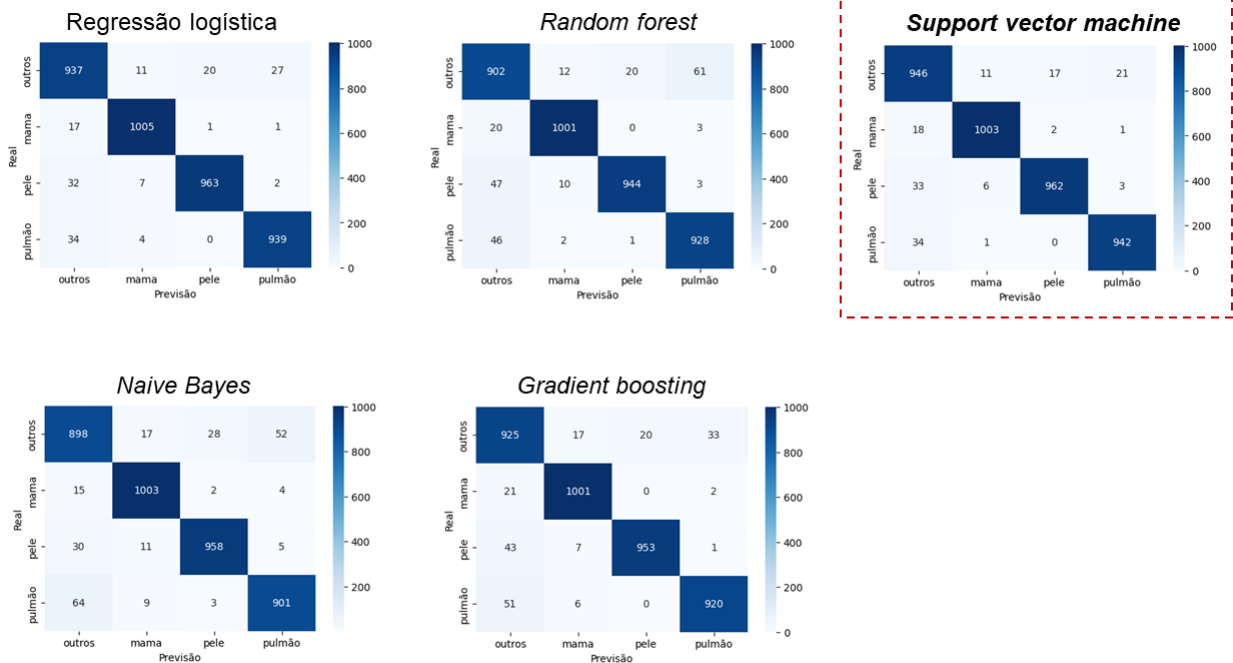 Regressão logística
outros 937 11 20 27
mama 17 1005 1 1
pele 32 7 963 2
pulmão 34 4 0 939
Real
outros mama pele pulmão
Previsão
1000
800
600
400
200
0
Random forest
outros 902 12 20 61
mama 20 1001 0 3
pele 47 10 944 3
pulmão 46 2 1 928
Real
outros mama pele pulmão
Previsão
1000
800
600
400
200
0
Support vector machine
outros 946 11 17 21
mama 18 1003 2 1
pele 33 6 962 3
pulmão 34 1 0 942
Real
outros mama pele pulmão
Previsão
1000
800
600
400
200
0
Naive Bayes
outros 898 17 28 52
mama 15 1003 2 4
pele 30 11 958 5
pulmão 64 9 3 901
Real
outros mama pele pulmão
Previsão
1000
800
600
400
200
Gradient boosting
outros 925 17 20 33
mama 21 1001 0 2
pele 43 7 953 1
pulmão 51 6 0 920
Real
outros mama pele pulmão
Previsão
1000
800
600
400
200
0